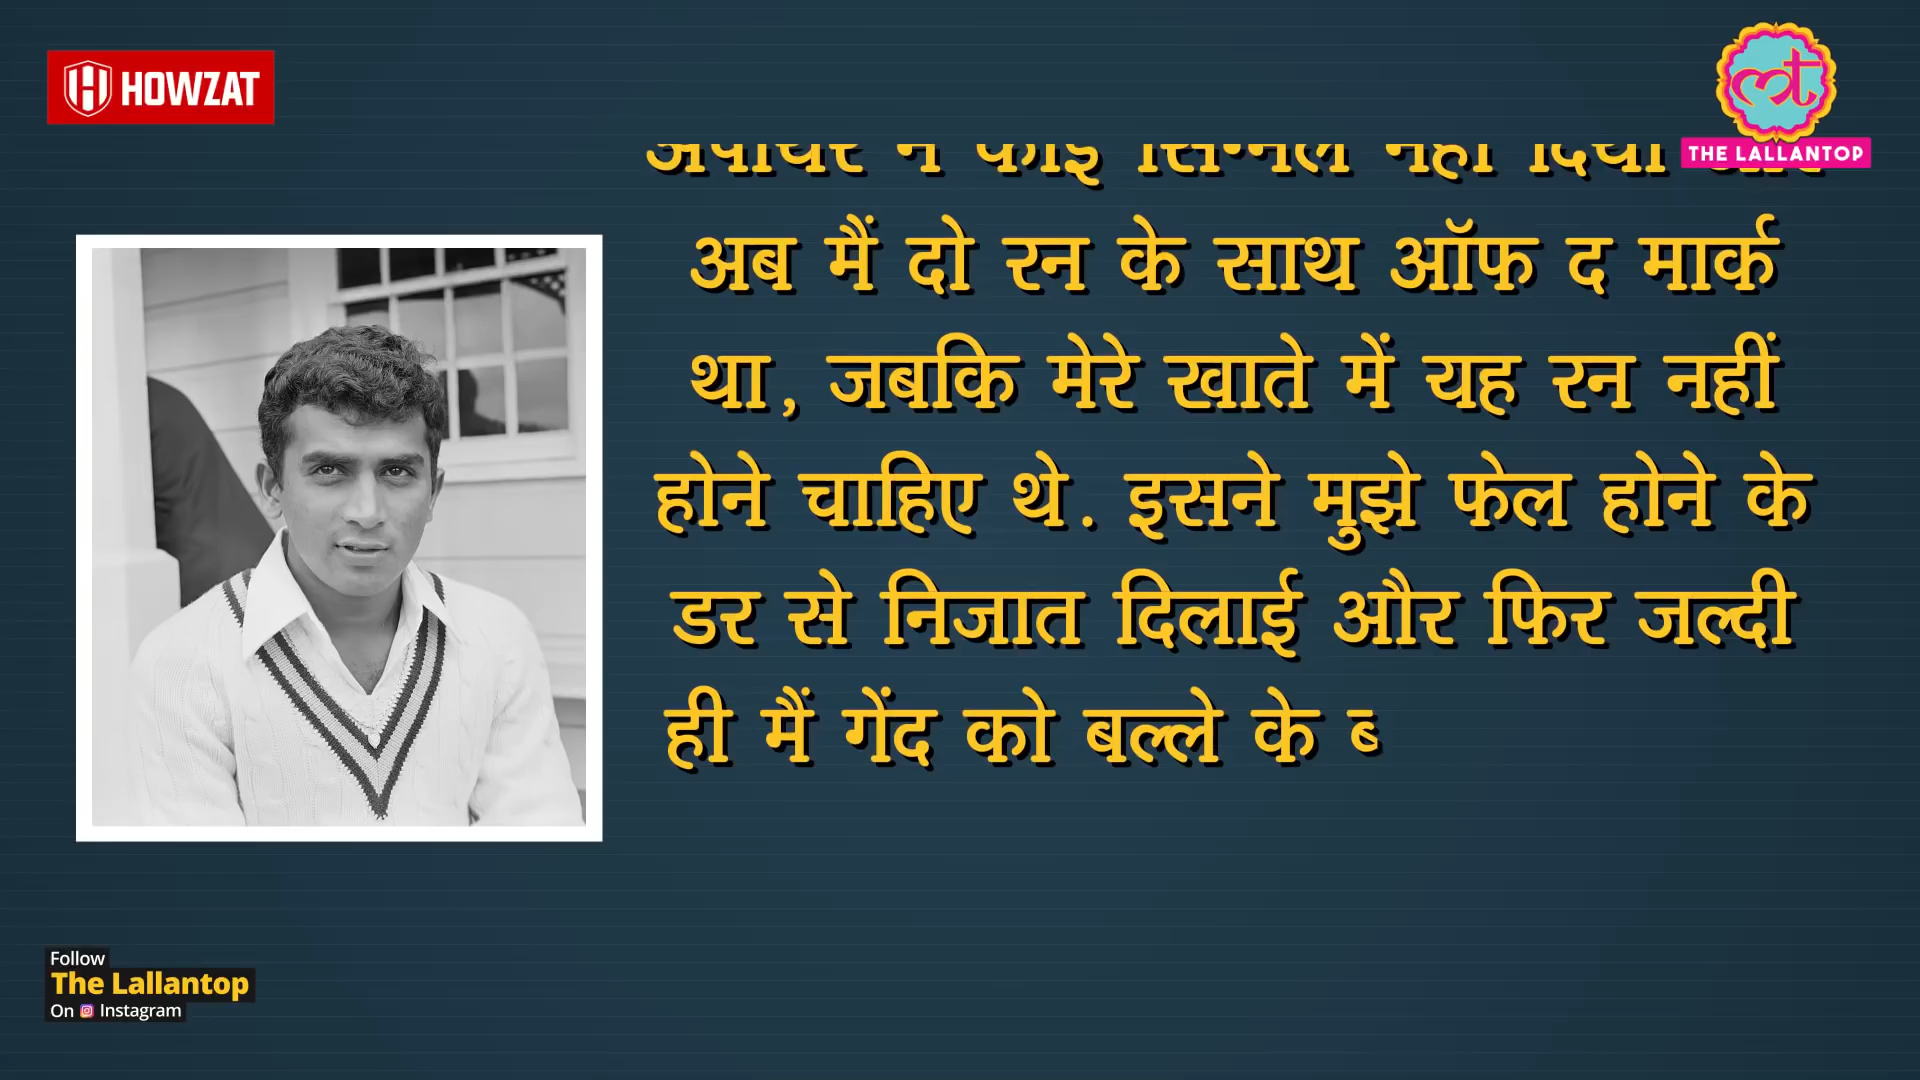 HOWZAT
THE LALLANTOP
अब मैं दो रन के साथ ऑफ द मार्क
था, जबकि मेरे खाते में यह रन नहीं
होने चाहिए थे. इसने मुझे फेल होने के
डर से निजात दिलाई और फिर जल्दी
ही मैं गेंद को बल्ले के
Follow
The Lallantop
On Instagram